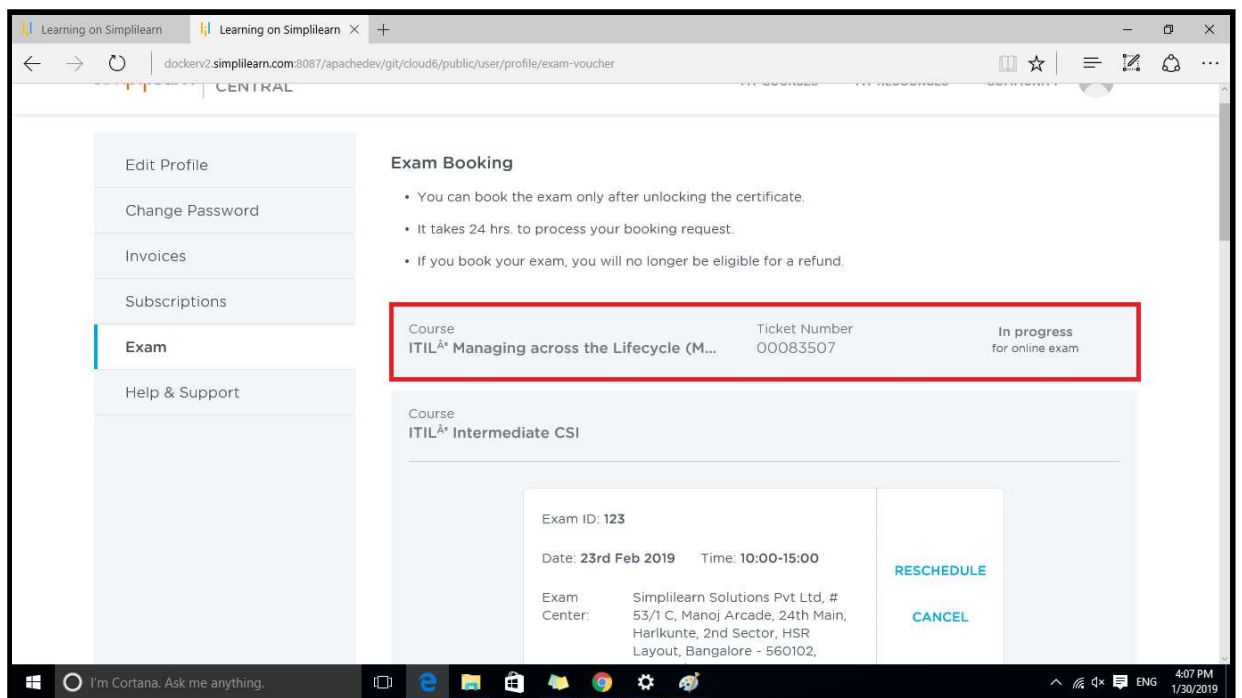 Learning on Simplilearn
Learning on Simplilearn
dockerv2.simplilearn.com:8087/apachedev/git/cloud6/public/user/profile/exam-voucher
CENTRAL
Edit Profile
Change Password
Invoices
Subscriptions
Exam
Help & Support
Exam Booking
• You can book the exam only after unlocking the certificate.
• It takes 24 hrs. to process your booking request.
• If you book your exam, you will no longer be eligible for a refund.
Course
ITILÂ® Managing across the Lifecycle (M...
Ticket Number
00083507
In progress
for online exam
Course
ITILÂ® Intermediate CSI
Exam ID: 123
Date: 23rd Feb 2019 Time: 10:00-15:00
Exam Center:
Simplilearn Solutions Pvt Ltd, #
53/1 C, Manoj Arcade, 24th Main,
Harlkunte, 2nd Sector, HSR
Layout, Bangalore - 560102,
RESCHEDULE
CANCEL
I'm Cortana. Ask me anything.
ENG
4:07 PM
1/30/2019